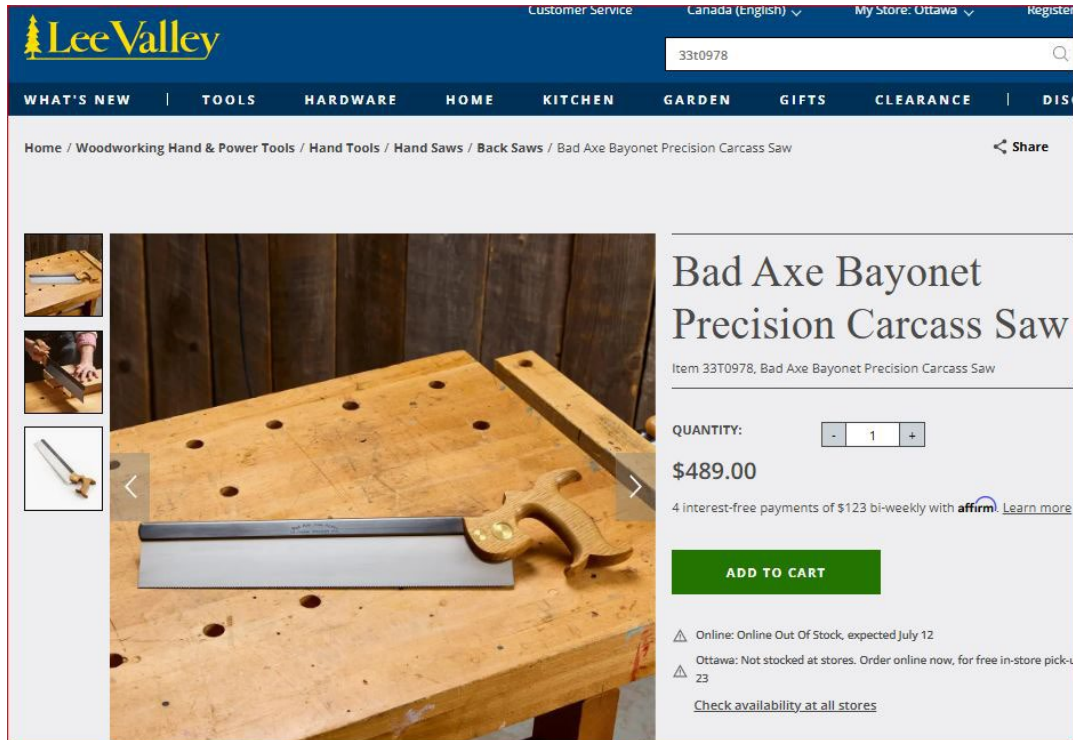 Customer Service Canada (English) My Store: Ottawa Register
Lee Valley
33t0978
WHAT'S NEW | TOOLS HARDWARE HOME KITCHEN GARDEN GIFTS CLEARANCE |
Home / Woodworking Hand & Power Tools / Hand Tools / Hand Saws / Back Saws / Bad Axe Bayonet Precision Carcass Saw
Share
Bad Axe Bayonet
Precision Carcass Saw
Item 33T0978, Bad Axe Bayonet Precision Carcass Saw
QUANTITY: - 1 +
$489.00
4 interest-free payments of $123 bi-weekly with affirm. Learn more
ADD TO CART
Online: Online Out Of Stock, expected July 12
Ottawa: Not stocked at stores. Order online now, for free in-store pick-u
23
Check availability at all stores